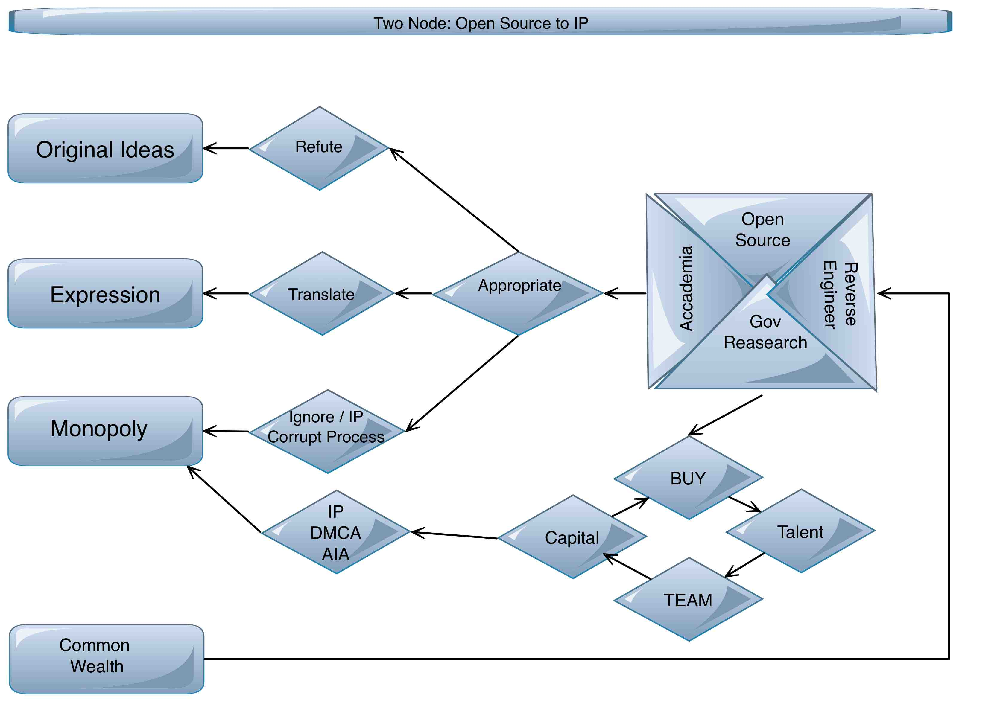 Two Node: Open Source to IP
Original Ideas
Refute
Open
Source
Accademia
Reverse
Engineer
Gov
Reasearch
Expression
Translate
Appropriate
Monopoly
Ignore / IP
Corrupt Process
BUY
IP
DMCA
AIA
Capital
Talent
TEAM
Common
Wealth